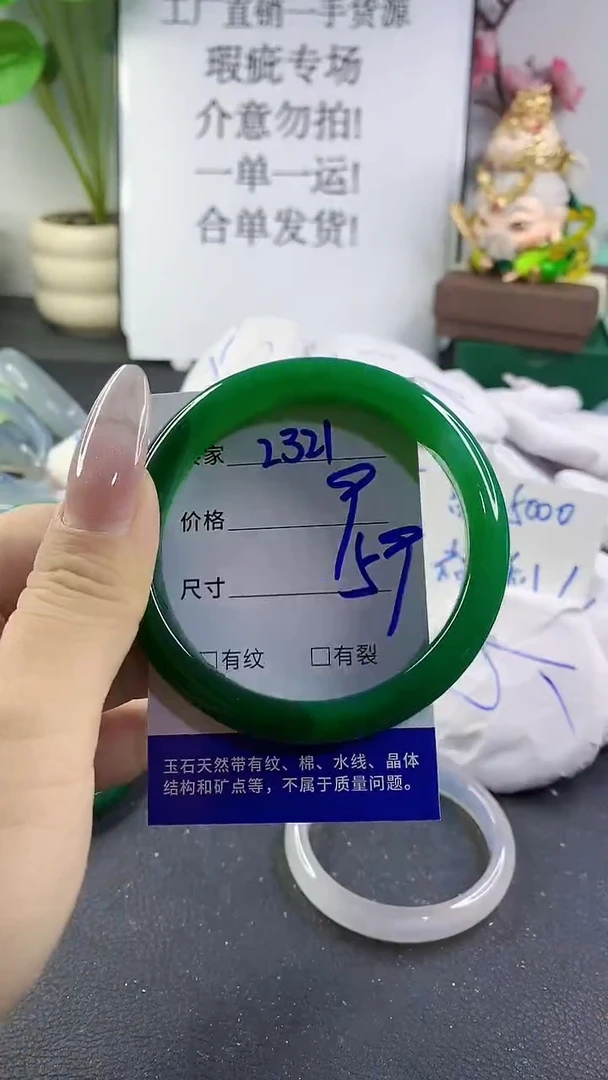 工厂直销一手货源
瑕疵专场
介意勿拍!
一单一运!
合单发货!
家 2321
价格 9
尺寸 59
□有纹 □有裂
玉石天然带有纹、棉、水线、晶体
结构和矿点等，不属于质量问题。
5000